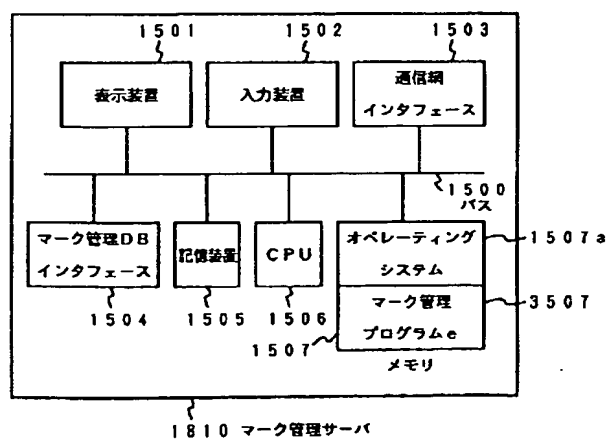 1501
1502
1503
表示装置
入力装置
通信網
インタフェース
1500
バス
マーク管理DB
インタフェース
記憶装置
CPU
オペレーティング
システム
1507a
マーク管理
プログラムe
3507
1504
1505
1506
1507
メモリ
1810 マーク管理サーバ